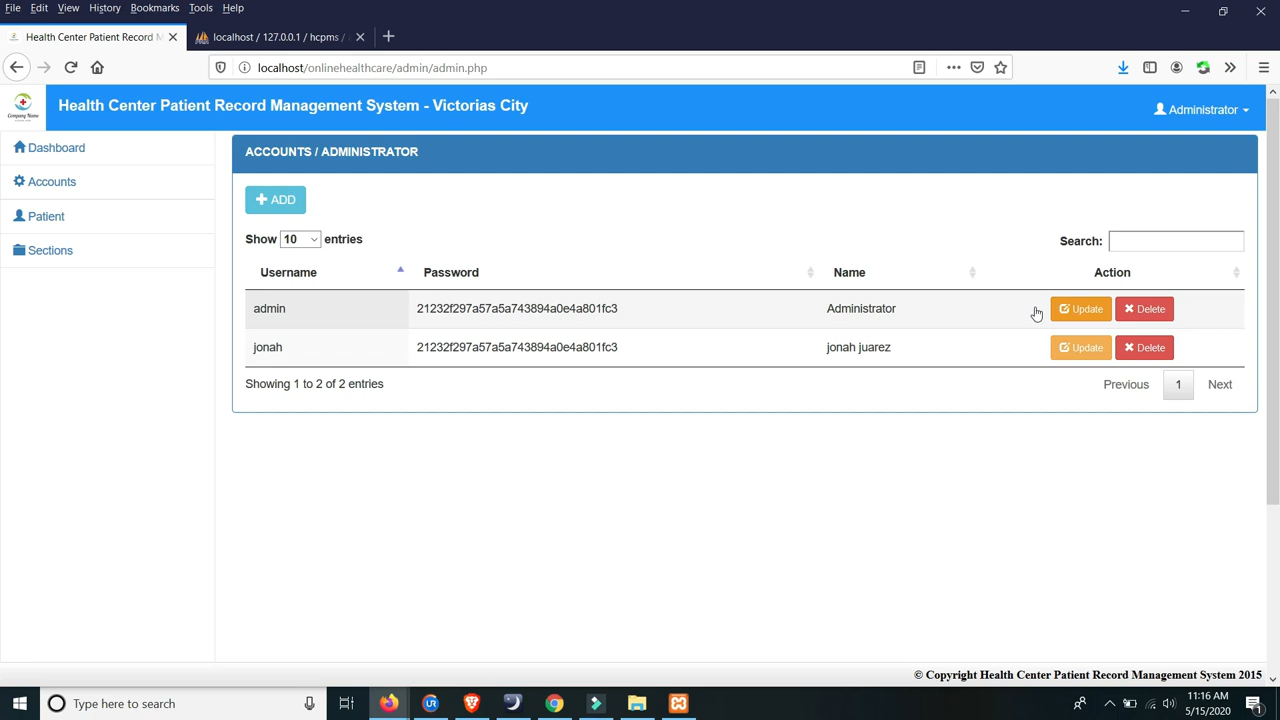 File Edit View History Bookmarks Tools Help
Health Center Patient Record M
localhost / 127.0.0.1 / hcpms /
localhost/onlinehealthcare/admin/admin.php
Company Name
Health Center Patient Record Management System - Victorias City
Administrator
Dashboard
Accounts
Patient
Sections
ACCOUNTS / ADMINISTRATOR
ADD
Show 10 entries
Search:
Username Password Name Action
admin 21232f297a57a5a743894a0e4a801fc3 Administrator Update Delete
jonah 21232f297a57a5a743894a0e4a801fc3 jonah juarez Update Delete
Showing 1 to 2 of 2 entries
Previous 1 Next
© Copyright Health Center Patient Record Management System 2015
Type here to search
UR
11:16 AM
5/15/2020
1